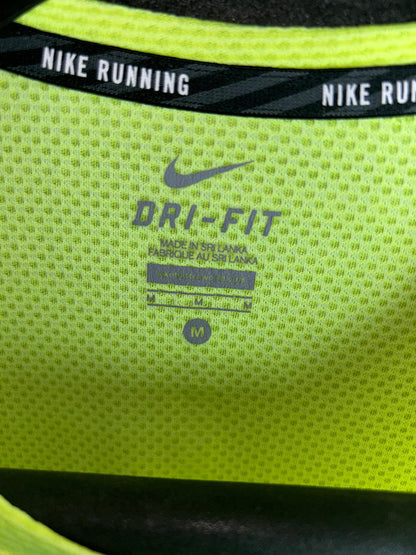 NIKE RUNNING
NIKE RUN
DRI-FIT
MADE IN SRI LANKA
FABRIQUÉ AU SRI LANKA
M M M
M